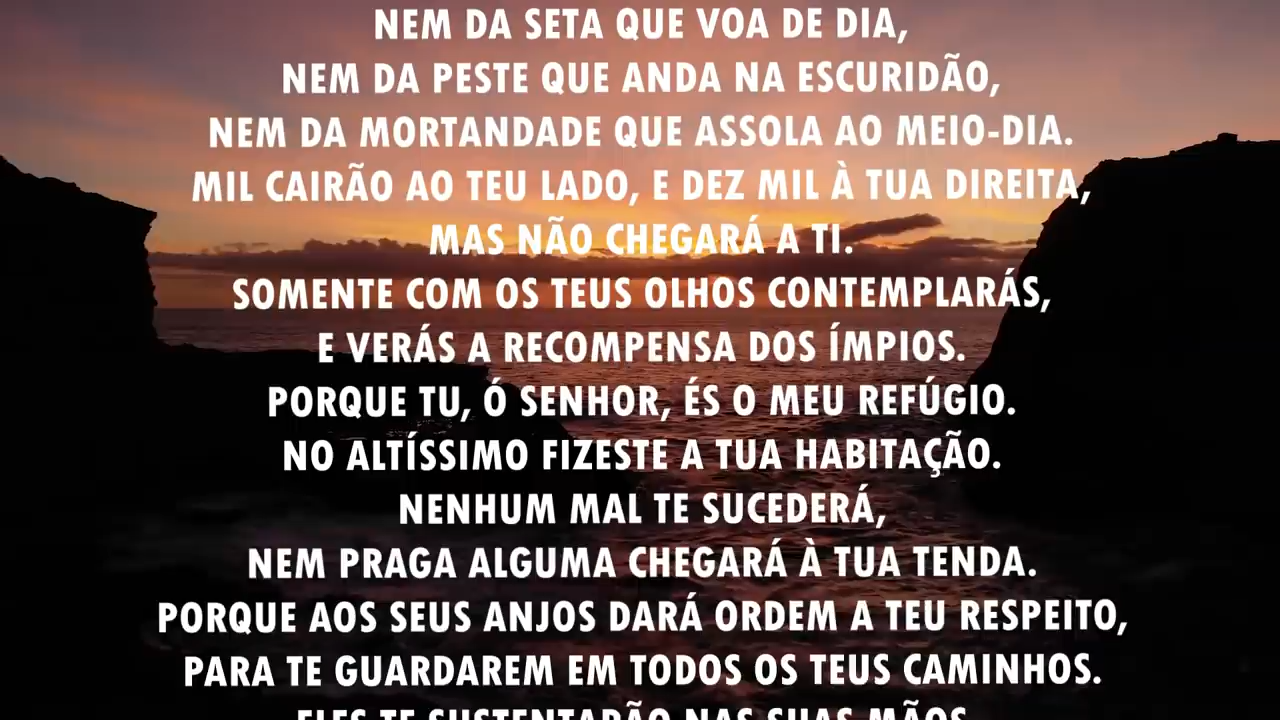 NEM DA SETA QUE VOA DE DIA,
NEM DA PESTE QUE ANDA NA ESCURIDÃO,
NEM DA MORTANDADE QUE ASSOLA AO MEIO-DIA.
MIL CAIRÃO AO TEU LADO, E DEZ MIL À TUA DIREITA,
MAS NÃO CHEGARÁ A TI.
SOMENTE COM OS TEUS OLHOS CONTEMPLARÁS,
E VERÁS A RECOMPENSA DOS ÍMPIOS.
PORQUE TU, Ó SENHOR, ÉS O MEU REFÚGIO.
NO ALTÍSSIMO FIZESTE A TUA HABITAÇÃO.
NENHUM MAL TE SUCEDERÁ,
NEM PRAGA ALGUMA CHEGARÁ À TUA TENDA.
PORQUE AOS SEUS ANJOS DARÁ ORDEM A TEU RESPEITO,
PARA TE GUARDAREM EM TODOS OS TEUS CAMINHOS.
ELES TE SUSTENTARÃO NAS SUAS MÃOS